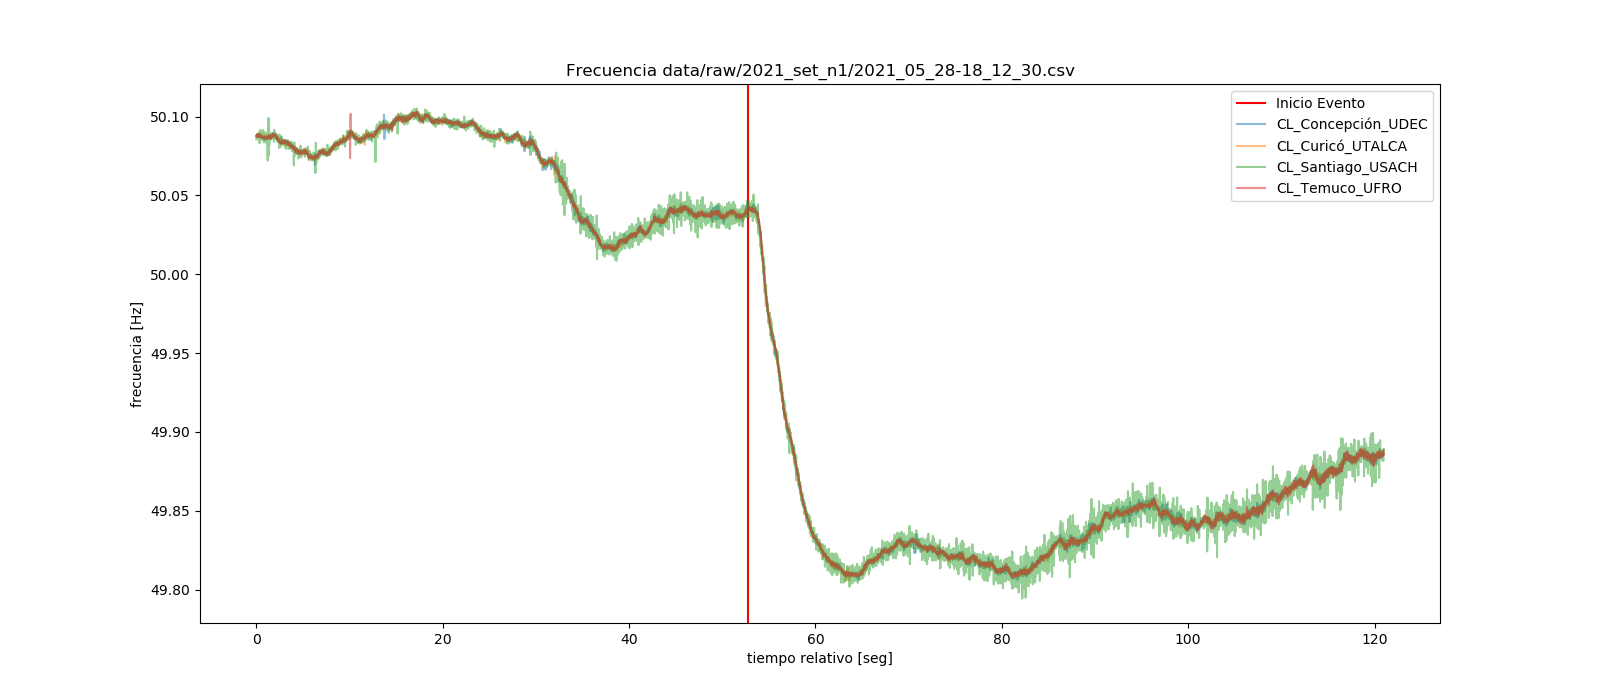 Frecuencia data/raw/2021_set_n1/2021_05_28-18_12_30.csv
Inicio Evento
CL_Concepción_UDEC
CL_Curicó_UTALCA
CL_Santiago_USACH
CL_Temuco_UFRO
50.10
50.05
50.00
49.95
49.90
49.85
49.80
frecuencia [Hz]
0 20 40 60 80 100 120
tiempo relativo [seg]